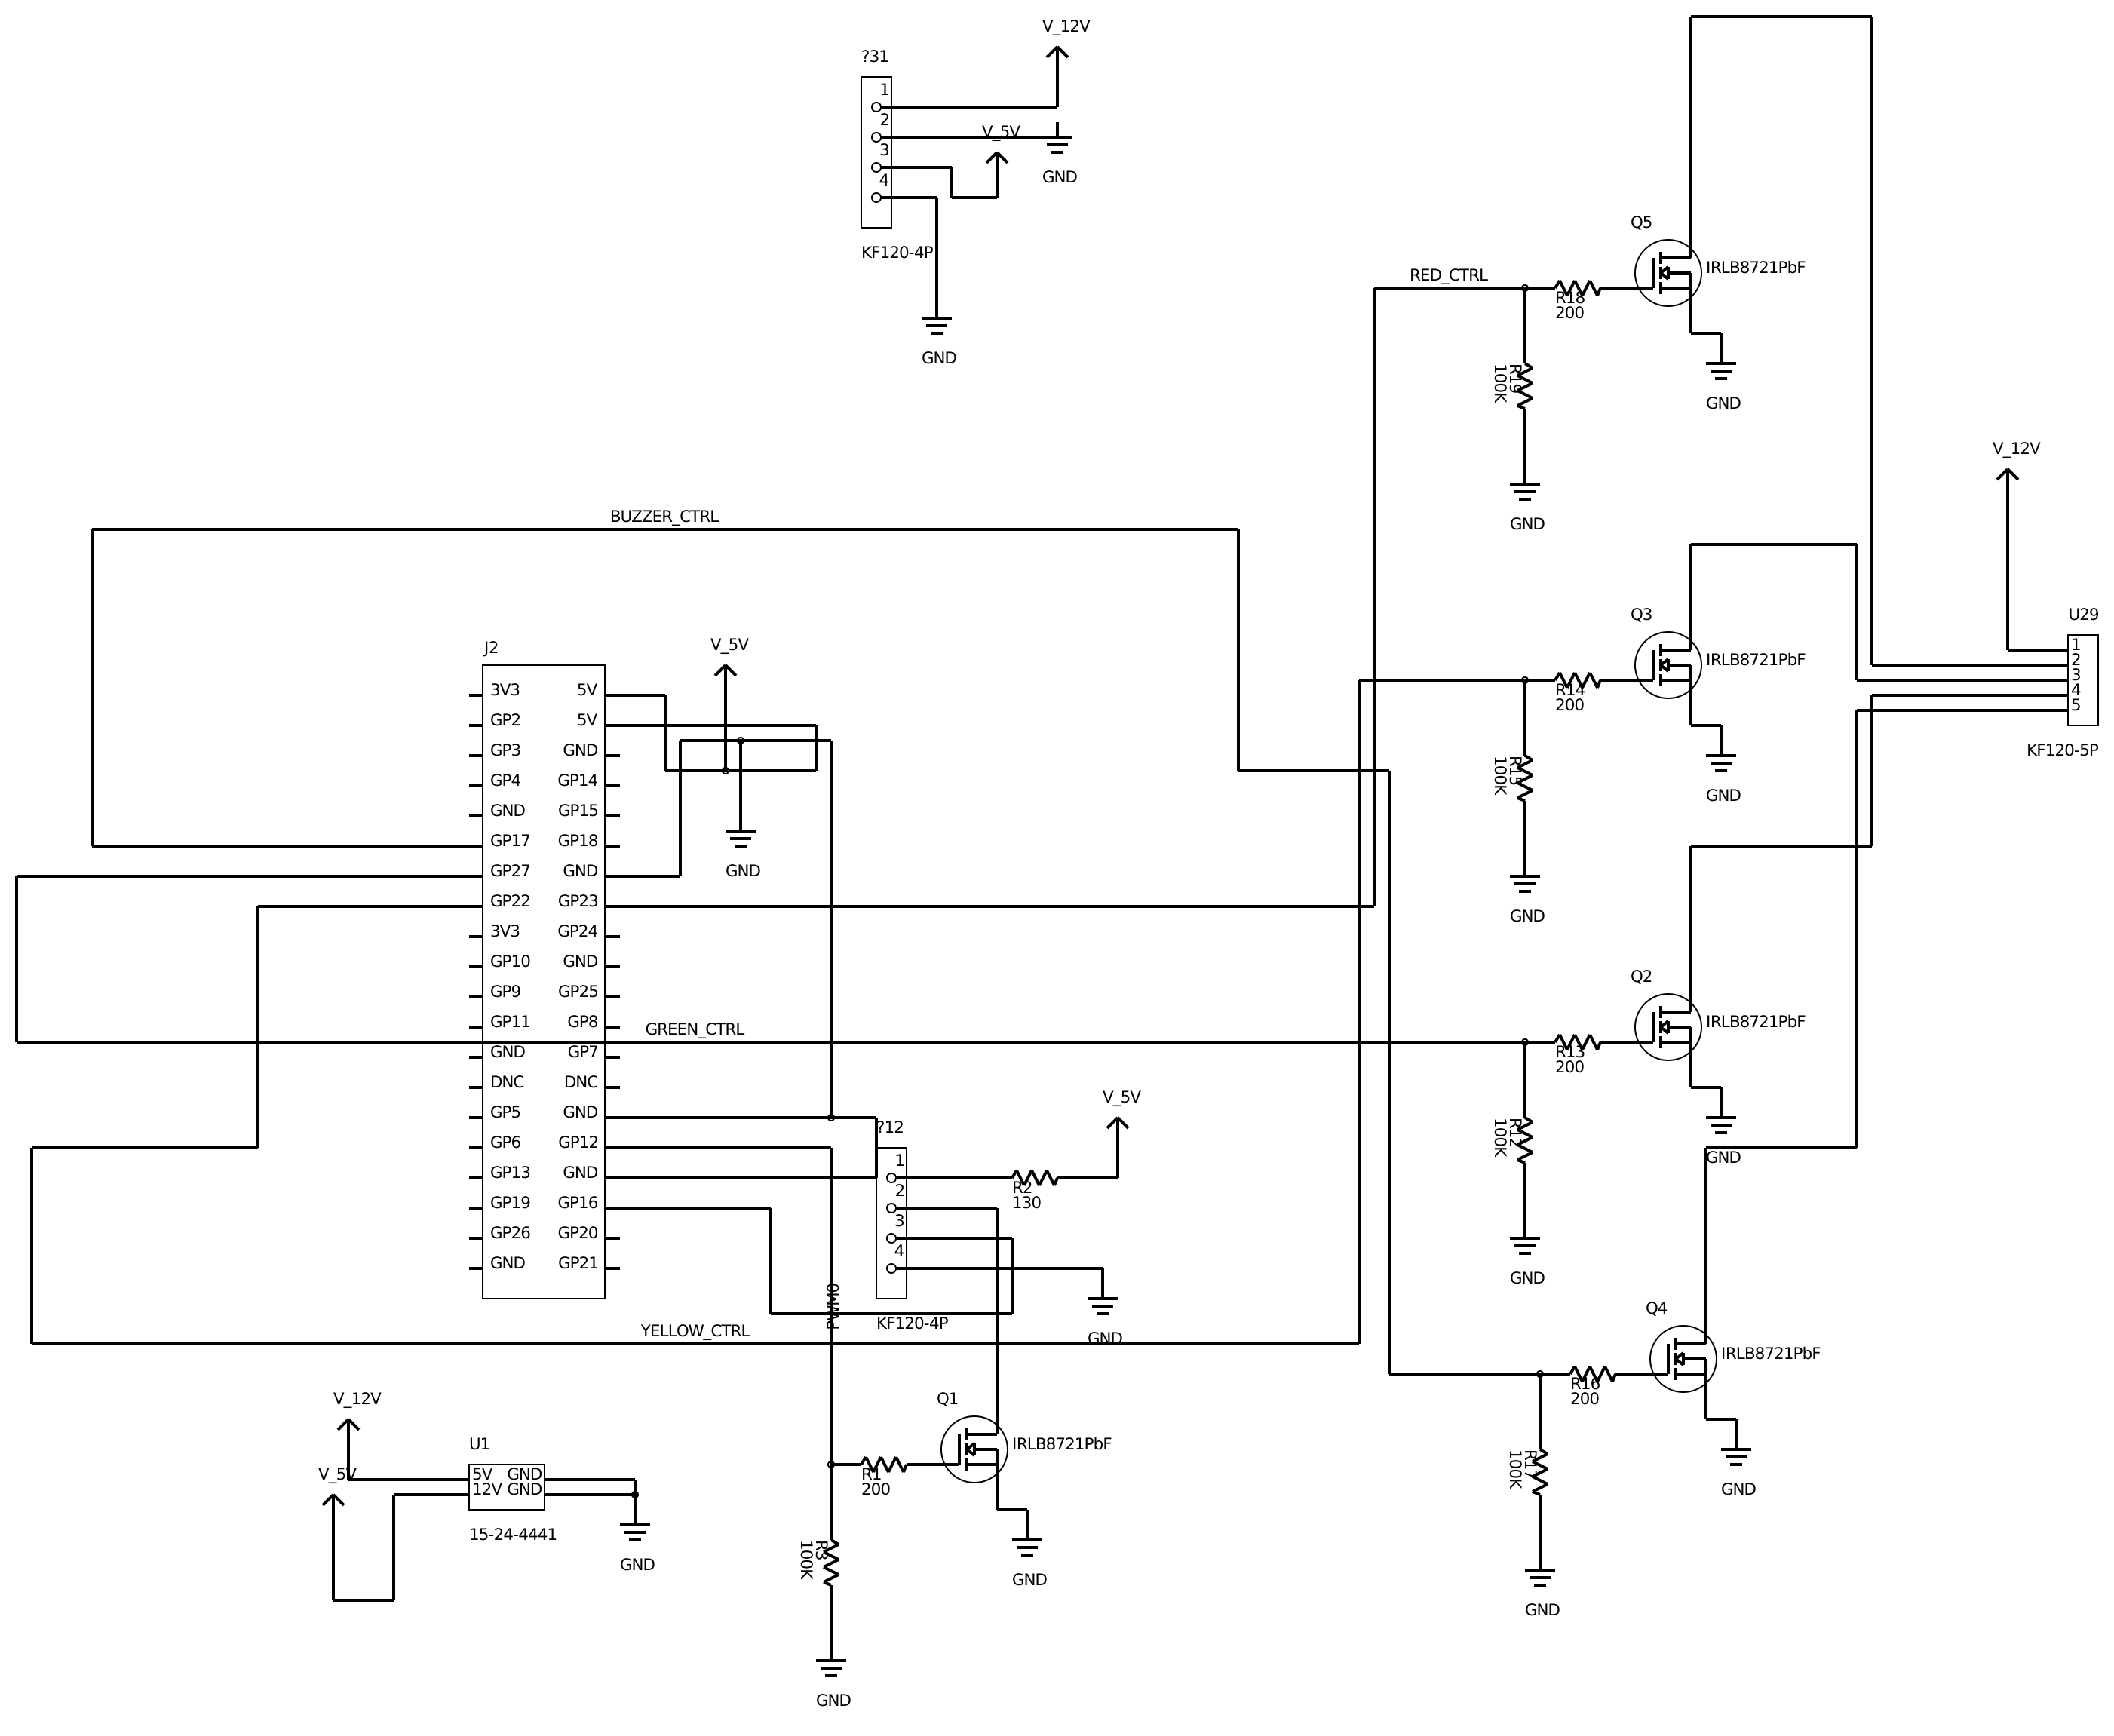 V_12V
?31
1
2
3
4
V_5V
GND
KF120-4P
GND
Q5
IRLB8721PbF
RED_CTRL
R18
200
R19
100K
GND
GND
V_12V
BUZZER_CTRL
Q3
IRLB8721PbF
R14
200
R15
100K
GND
GND
U29
1
2
3
4
5
KF120-5P
J2
V_5V
3V3 5V
GP2 5V
GP3 GND
GP4 GP14
GND GP15
GP17 GP18
GP27 GND
GP22 GP23
3V3 GP24
GP10 GND
GP9 GP25
GP11 GP8
GND GP7
DNC DNC
GP5 GND
GP6 GP12
GP13 GND
GP19 GP16
GP26 GP20
GND GP21
GND
GREEN_CTRL
Q2
IRLB8721PbF
R13
200
R12
100K
GND
GND
?12
1
2
3
4
KF120-4P
V_5V
R2
130
GND
PWM0
YELLOW_CTRL
Q4
IRLB8721PbF
R16
200
R17
100K
GND
GND
V_12V
V_5V
U1
5V GND
12V GND
15-24-4441
GND
Q1
IRLB8721PbF
R1
200
R3
100K
GND
GND